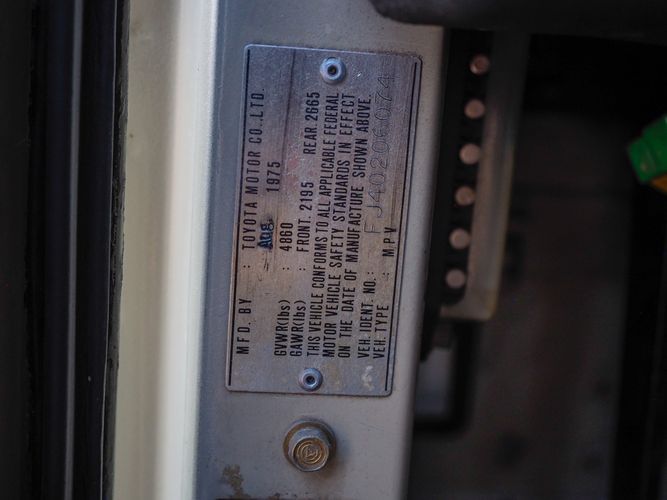 MFD. BY : TOYOTA MOTOR CO.,LTD.
Aug. 1975
GVWR(lbs) : 4860
GAWR(lbs) : FRONT. 2195 REAR. 2665
THIS VEHICLE CONFORMS TO ALL APPLICABLE FEDERAL
MOTOR VEHICLE SAFETY STANDARDS IN EFFECT
ON THE DATE OF MANUFACTURE SHOWN ABOVE
VEH. IDENT. NO.: FJ40206074
VEH. TYPE : M.P.V